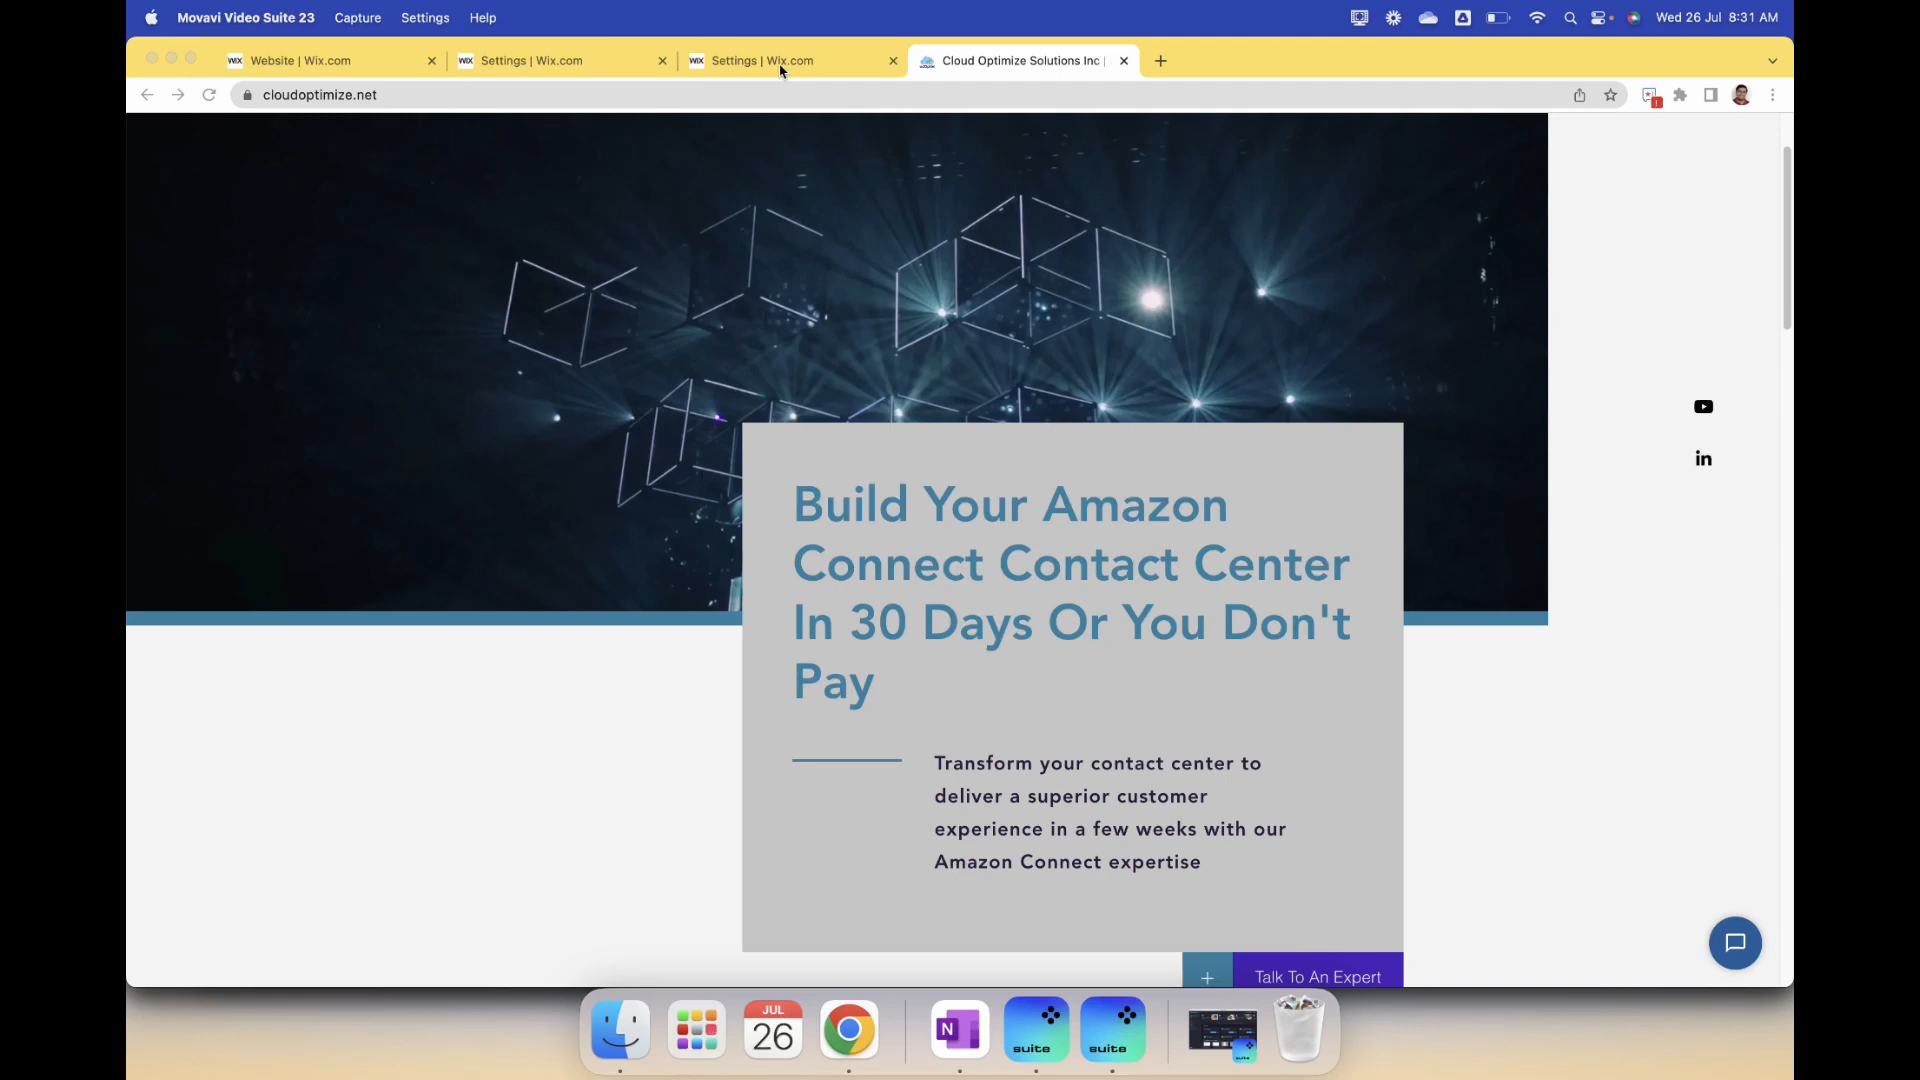 Movavi Video Suite 23 Capture Settings Help Wed 26 Jul 8:31 AM
WIX Website | Wix.com WIX Settings | Wix.com WIX Settings | Wix.com Cloud Optimize Solutions Inc |
cloudoptimize.net
Build Your Amazon
Connect Contact Center
In 30 Days Or You Don't
Pay
Transform your contact center to
deliver a superior customer
experience in a few weeks with our
Amazon Connect expertise
+ Talk To An Expert
JUL
26
N
suite
suite